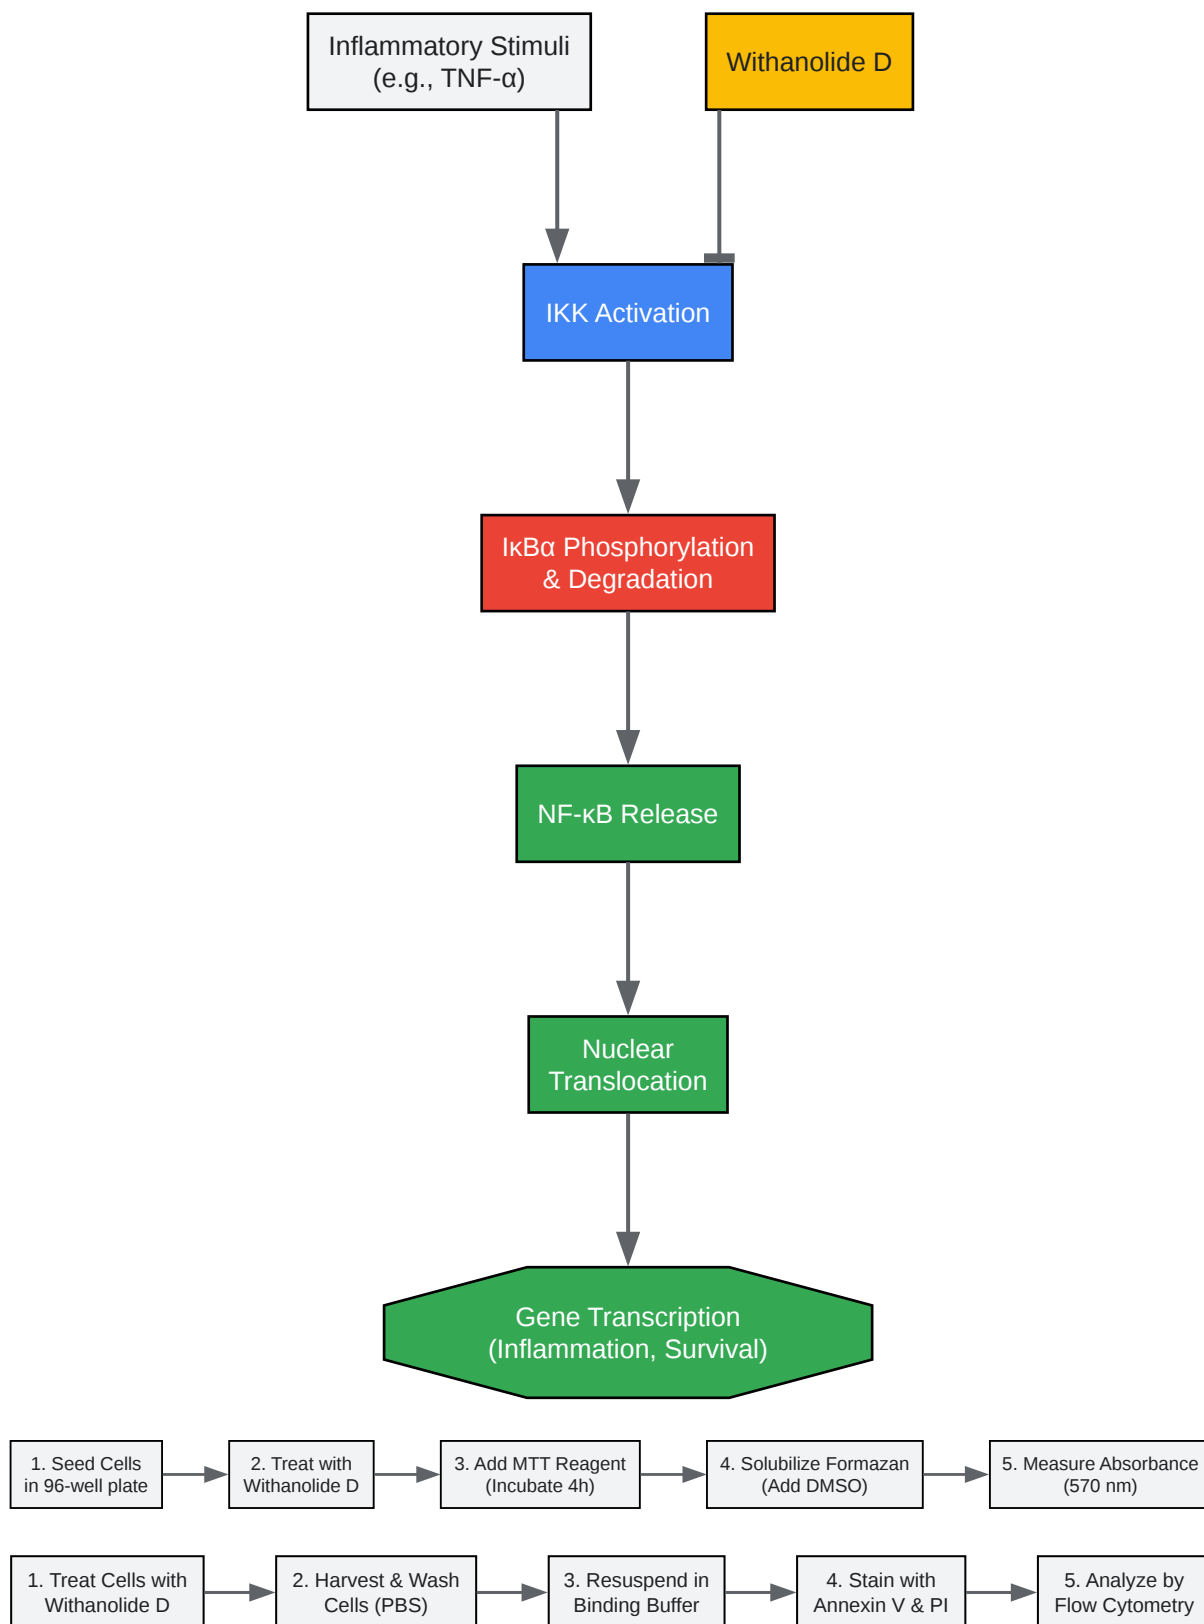 Inflammatory Stimuli
(e.g., TNF-α)
Withanolide D
IKK Activation
IκBα Phosphorylation
& Degradation
NF-κB Release
Nuclear
Translocation
Gene Transcription
(Inflammation, Survival)
1. Seed Cells
in 96-well plate
2. Treat with
Withanolide D
3. Add MTT Reagent
(Incubate 4h)
4. Solubilize Formazan
(Add DMSO)
5. Measure Absorbance
(570 nm)
1. Treat Cells with
Withanolide D
2. Harvest & Wash
Cells (PBS)
3. Resuspend in
Binding Buffer
4. Stain with
Annexin V & PI
5. Analyze by
Flow Cytometry